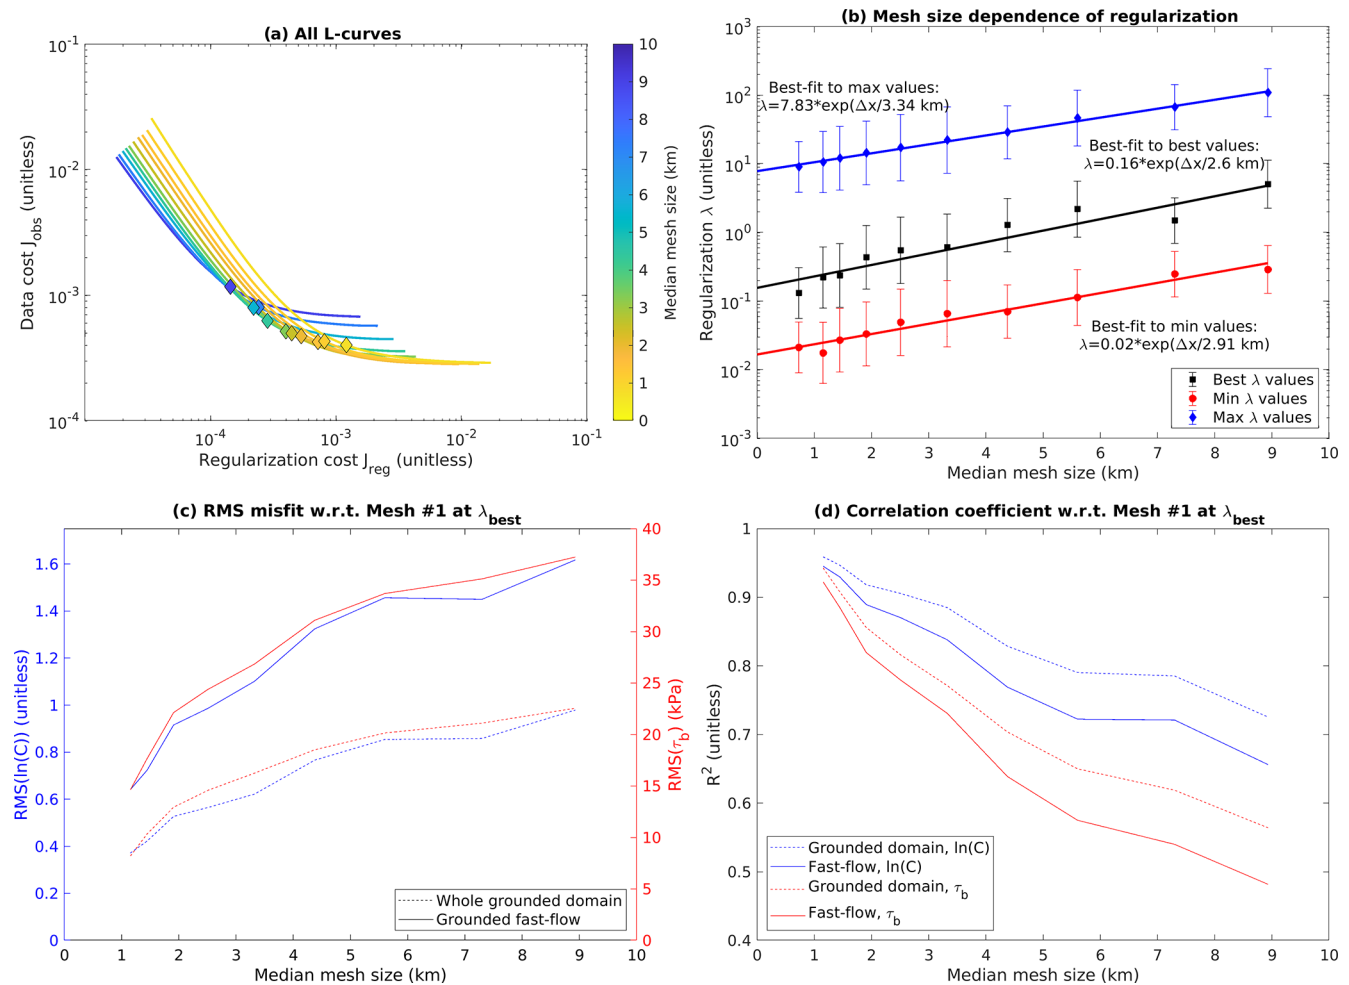 (a) All L-curves
10⁻¹
10⁻²
10⁻³
10⁻⁴
10⁻⁴
10⁻³
10⁻²
10⁻¹
Data cost J_obs (unitless)
Regularization cost J_reg (unitless)
10
9
8
7
6
5
4
3
2
1
0
Median mesh size (km)
(b) Mesh size dependence of regularization
10³
10²
10¹
10⁰
10⁻¹
10⁻²
10⁻³
Regularization λ (unitless)
Best-fit to max values:
λ=7.83*exp(Δx/3.34 km)
Best-fit to best values:
λ=0.16*exp(Δx/2.6 km)
Best-fit to min values:
λ=0.02*exp(Δx/2.91 km)
Best λ values
Min λ values
Max λ values
0 1 2 3 4 5 6 7 8 9 10
Median mesh size (km)
(c) RMS misfit w.r.t. Mesh #1 at λ_best
1.6
1.4
1.2
1
0.8
0.6
0.4
0.2
0
RMS(ln(C)) (unitless)
40
35
30
25
20
15
10
5
0
RMS(τ_b) (kPa)
Whole grounded domain
Grounded fast-flow
0 1 2 3 4 5 6 7 8 9 10
Median mesh size (km)
(d) Correlation coefficient w.r.t. Mesh #1 at λ_best
1
0.9
0.8
0.7
0.6
0.5
0.4
R² (unitless)
Grounded domain, ln(C)
Fast-flow, ln(C)
Grounded domain, τ_b
Fast-flow, τ_b
0 1 2 3 4 5 6 7 8 9 10
Median mesh size (km)